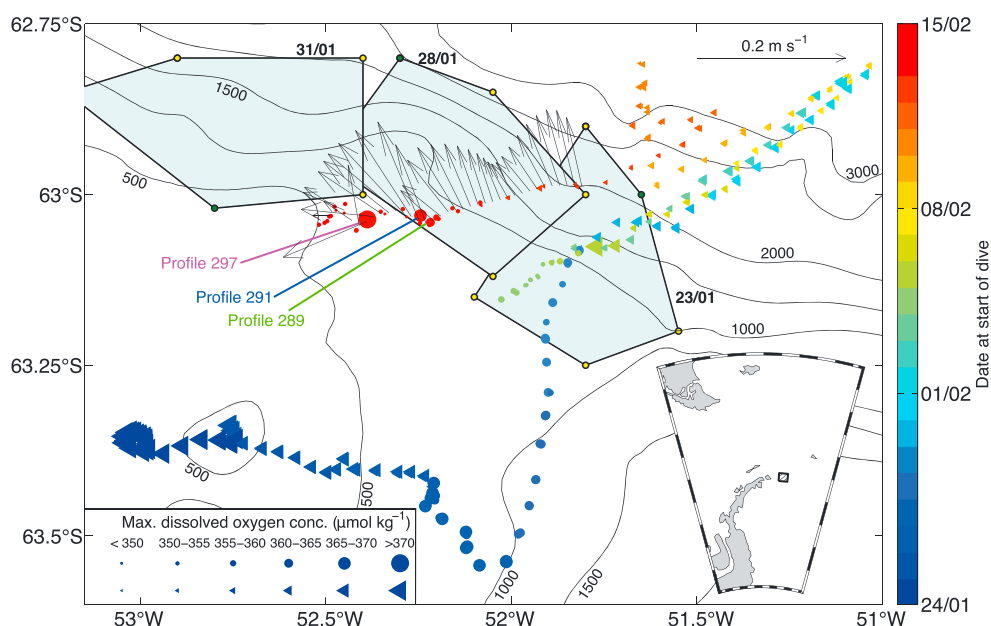 62.75°S
63°S
63.25°S
63.5°S
53°W
52.5°W
52°W
51.5°W
51°W
31/01
28/01
23/01
0.2 m s⁻¹
1500
500
3000
2000
1000
500
500
1000
1500
Profile 297
Profile 291
Profile 289
Max. dissolved oxygen conc. (μmol kg⁻¹)
< 350 350–355 355–360 360–365 365–370 >370
15/02
08/02
01/02
24/01
Date at start of dive